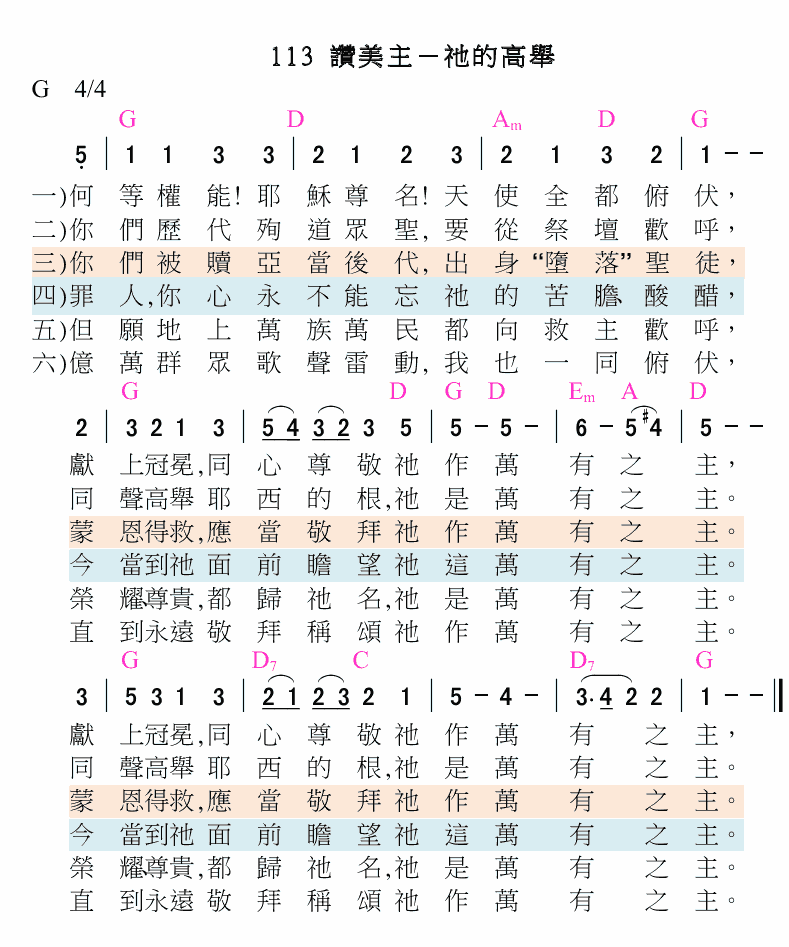 113 讚美主－祂的高舉
G 4/4
G D Am D G
5̣ | 1 1 3 3 | 2 1 2 3 | 2 1 3 2 | 1 - -
一)何等權能!耶穌尊名!天使全都俯伏，
二)你們歷代殉道眾聖,要從祭壇歡呼，
三)你們被贖亞當後代,出身“墮落”聖徒，
四)罪人,你心永不能忘祂的苦膽、酸醋，
五)但願地上萬族萬民都向救主歡呼，
六)億萬群眾歌聲雷動,我也一同俯伏，
G D G D Em A D
2 | 3 2 1 3 | 5 4 3 2 3 5 | 5 - 5 - | 6 - 5 #4 | 5 - -
獻上冠冕,同心尊敬祂作萬有之主，
同聲高舉耶西的根,祂是萬有之主。
蒙恩得救,應當敬拜祂作萬有之主。
今當到祂面前瞻望祂這萬有之主。
榮耀、尊貴,都歸祂名,祂是萬有之主。
直到永遠敬拜稱頌祂作萬有之主。
G D7 C D7 G
3 | 5 3 1 3 | 2 1 2 3 2 1 | 5 - 4 - | 3. 4 2 2 | 1 - - ‖
獻上冠冕,同心尊敬祂作萬有之主，
同聲高舉耶西的根,祂是萬有之主。
蒙恩得救,應當敬拜祂作萬有之主。
今當到祂面前瞻望祂這萬有之主。
榮耀、尊貴,都歸祂名,祂是萬有之主。
直到永遠敬拜稱頌祂作萬有之主。